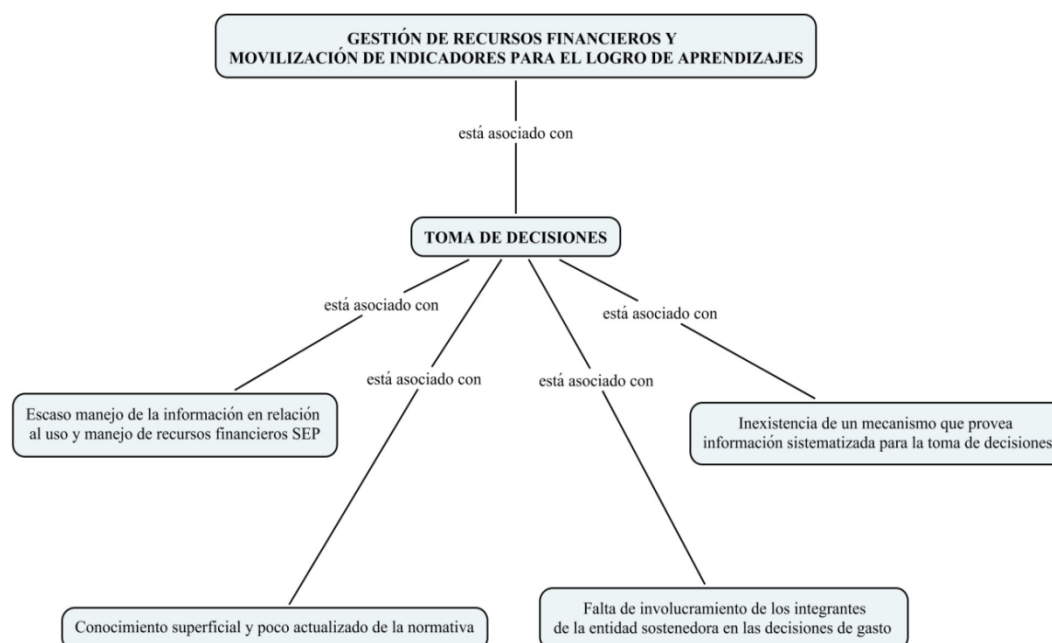 GESTIÓN DE RECURSOS FINANCIEROS Y
MOVILIZACIÓN DE INDICADORES PARA EL LOGRO DE APRENDIZAJES
está asociado con
TOMA DE DECISIONES
está asociado con
está asociado con
está asociado con
está asociado con
Escaso manejo de la información en relación
al uso y manejo de recursos financieros SEP
Inexistencia de un mecanismo que provea
información sistematizada para la toma de decisiones
Conocimiento superficial y poco actualizado de la normativa
Falta de involucramiento de los integrantes
de la entidad sostenedora en las decisiones de gasto